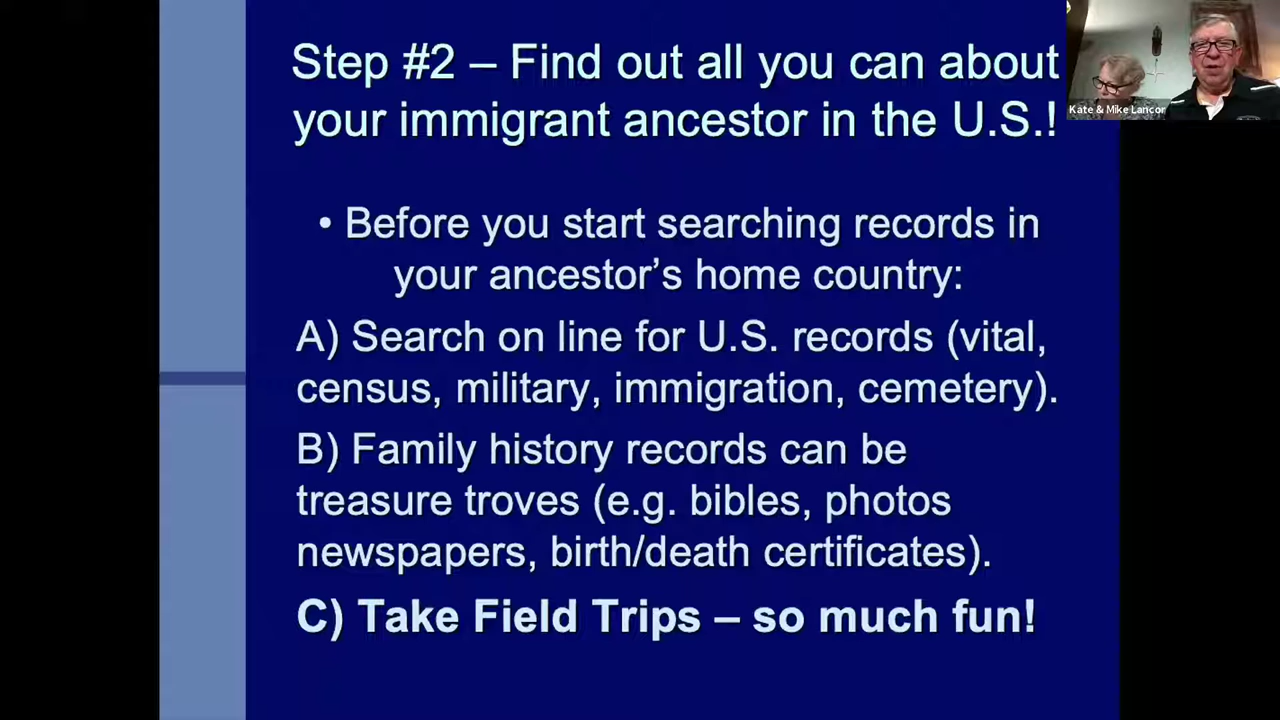 Step #2 – Find out all you can about
your immigrant ancestor in the U.S.!
Kate & Mike Lancor
• Before you start searching records in
your ancestor’s home country:
A) Search on line for U.S. records (vital,
census, military, immigration, cemetery).
B) Family history records can be
treasure troves (e.g. bibles, photos
newspapers, birth/death certificates).
C) Take Field Trips – so much fun!